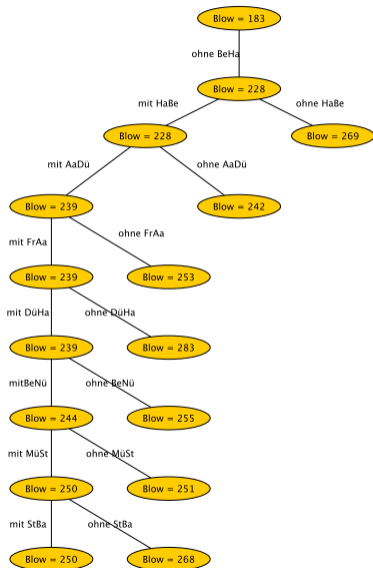 Blow = 183
ohne BeHa
Blow = 228
mit HaBe
ohne HaBe
Blow = 228
Blow = 269
mit AaDü
ohne AaDü
Blow = 239
Blow = 242
mit FrAa
ohne FrAa
Blow = 239
Blow = 253
mit DüHa
ohne DüHa
Blow = 239
Blow = 283
mitBeNü
ohne BeNü
Blow = 244
Blow = 255
mit MüSt
ohne MüSt
Blow = 250
Blow = 251
mit StBa
ohne StBa
Blow = 250
Blow = 268